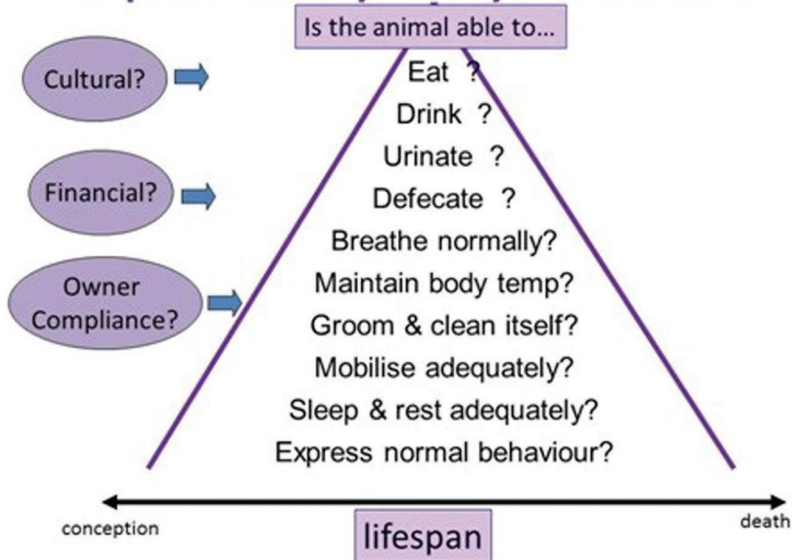 Is the animal able to...
Cultural?
Financial?
Owner
Compliance?
Eat ?
Drink ?
Urinate ?
Defecate ?
Breathe normally?
Maintain body temp?
Groom & clean itself?
Mobilise adequately?
Sleep & rest adequately?
Express normal behaviour?
conception
lifespan
death